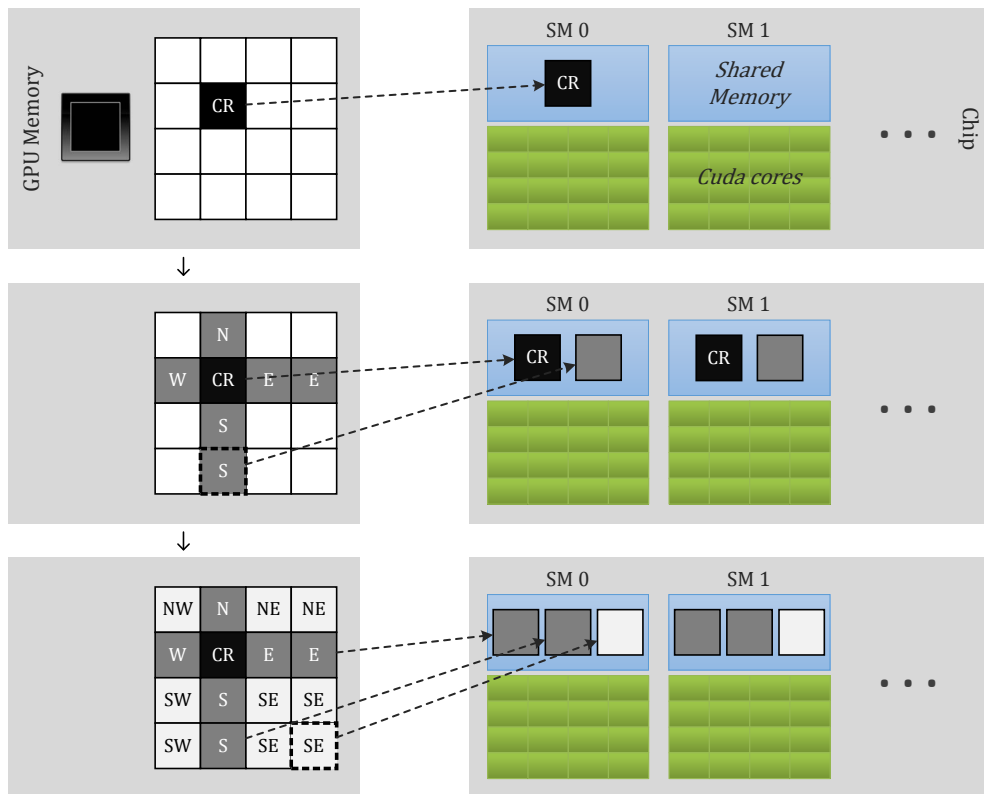 GPU Memory
CR
SM 0
CR
SM 1
Shared
Memory
Cuda cores
. . .
Chip
↓
N
W CR E E
S
S
SM 0
CR
SM 1
CR
. . .
↓
NW N NE NE
W CR E E
SW S SE SE
SW S SE SE
SM 0
SM 1
. . .